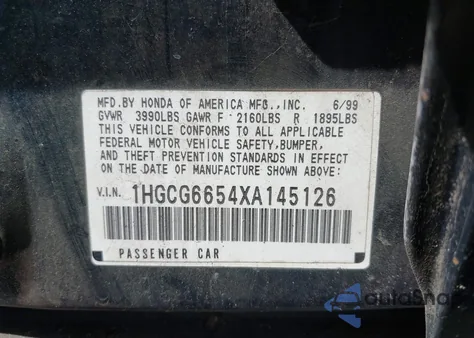 MFD.BY HONDA OF AMERICA MFG.,INC. 6/99
GVWR 3990LBS GAWR F 2160LBS R 1895LBS
THIS VEHICLE CONFORMS TO ALL APPLICABLE
FEDERAL MOTOR VEHICLE SAFETY,BUMPER,
AND THEFT PREVENTION STANDARDS IN EFFECT
ON THE DATE OF MANUFACTURE SHOWN ABOVE:
V.I.N. 1HGCG6654XA145126
PASSENGER CAR
autoSnap